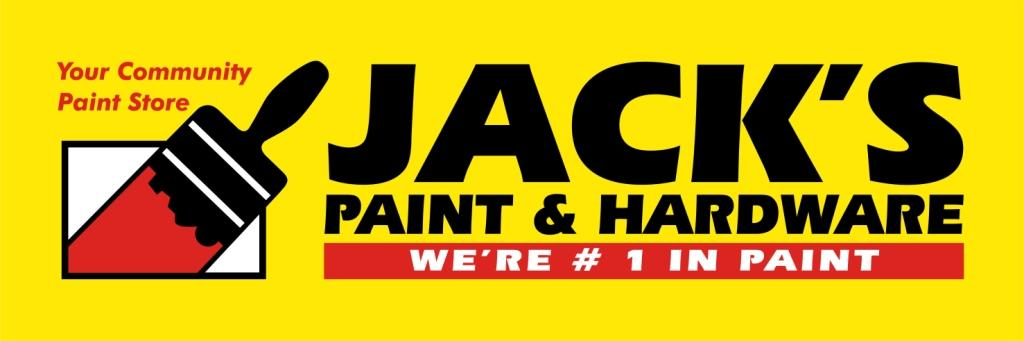 Your Community
Paint Store
JACK'S
PAINT & HARDWARE
WE'RE # 1 IN PAINT